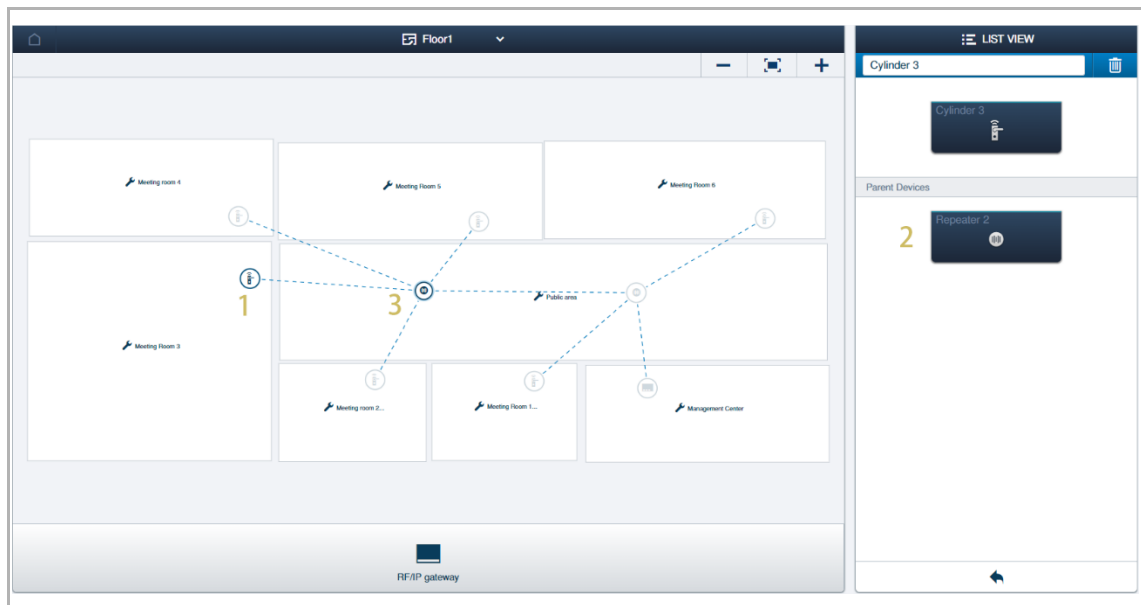 Floor1
LIST VIEW
Cylinder 3
Cylinder 3
Meeting room 4
Meeting Room 5
Meeting Room 6
Parent Devices
Repeater 2
2
1
3
Public area
Meeting Room 3
Meeting room 2...
Meeting Room 1...
Management Center
RF/IP gateway